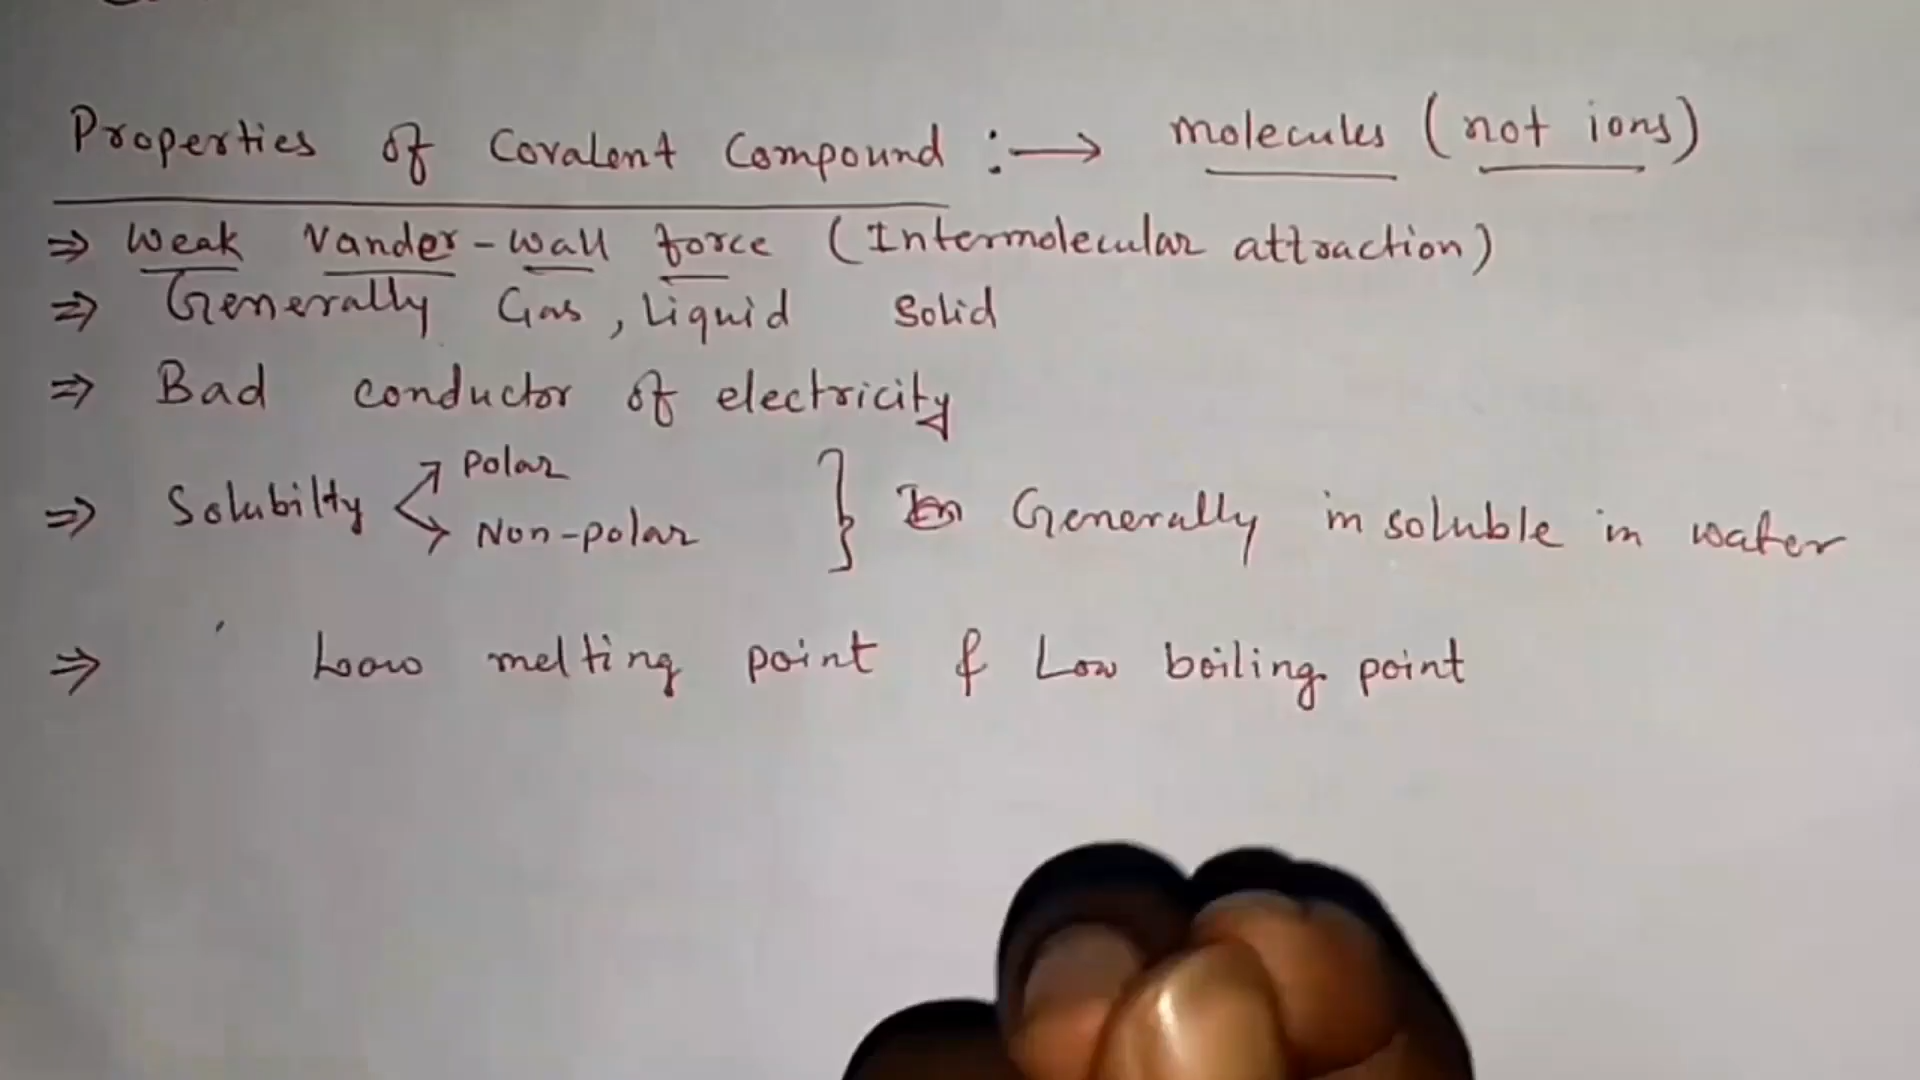 Properties of Covalent Compound :→ molecules (not ions)
⇒ Weak Vander-wall force (Intermolecular attraction)
⇒ Generally Gas, Liquid Solid
⇒ Bad conductor of electricity
⇒ Solubilty Polar
Non-polar } Generally insoluble in water
⇒ Low melting point & Low boiling point